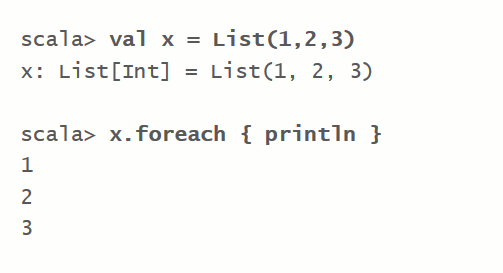 scala> val x = List(1,2,3)
x: List[Int] = List(1, 2, 3)
scala> x.foreach { println }
1
2
3